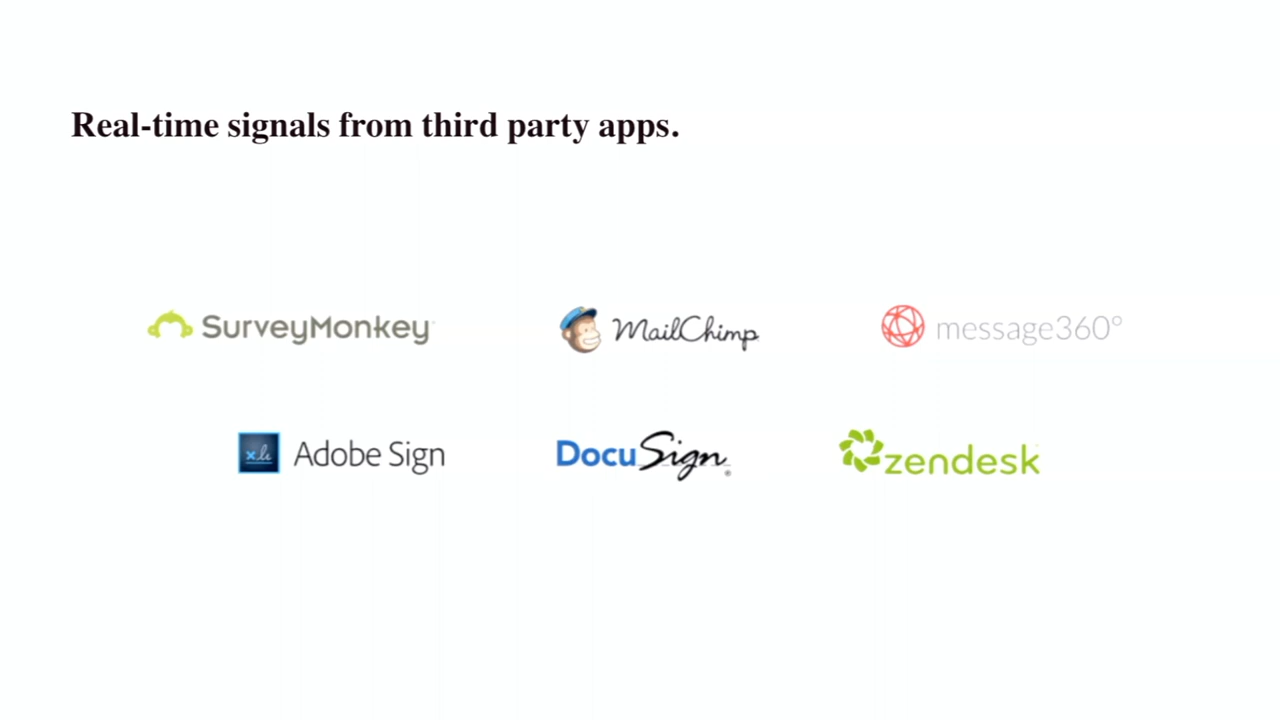 Real-time signals from third party apps.
SurveyMonkey MailChimp message360°
Adobe Sign DocuSign® zendesk